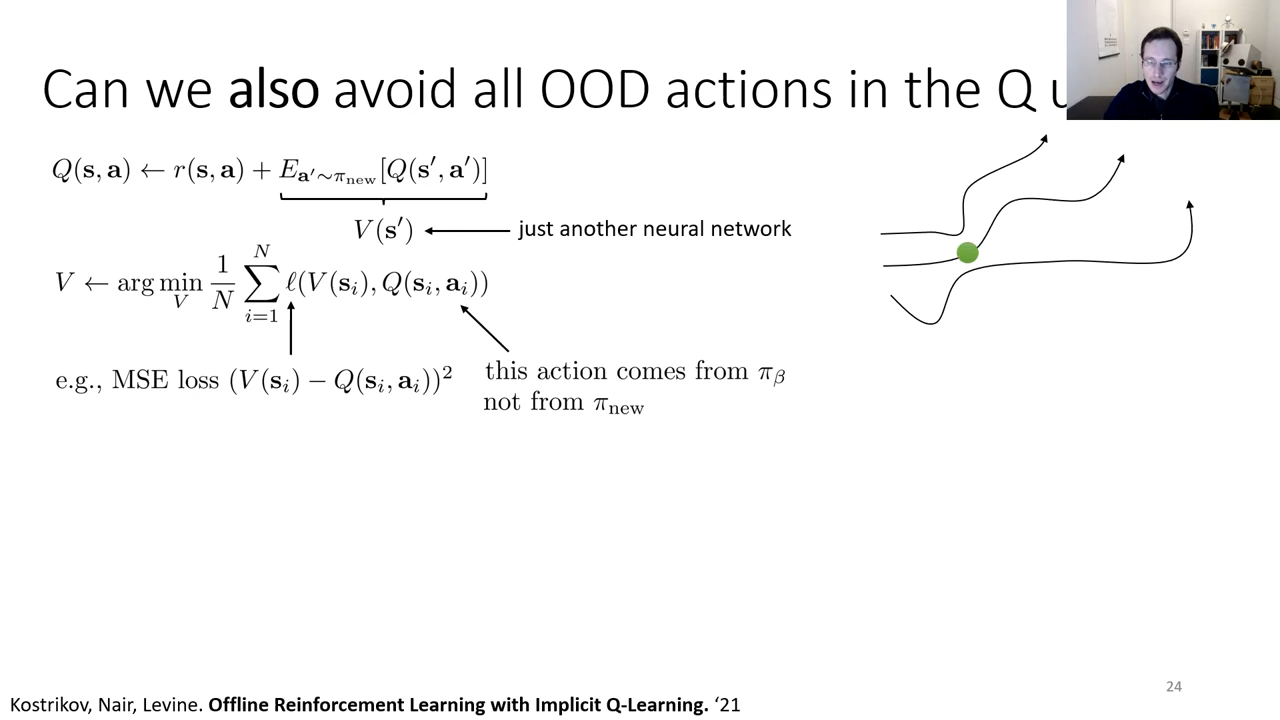 Can we also avoid all OOD actions in the Q u
Q(s, a) ← r(s, a) + E_{a′∼π_new}[Q(s′, a′)]
V(s′) ← just another neural network
V ← arg min_V 1/N ∑_{i=1}^{N} ℓ(V(s_i), Q(s_i, a_i))
e.g., MSE loss (V(s_i) − Q(s_i, a_i))²
this action comes from π_β
not from π_new
24
Kostrikov, Nair, Levine. Offline Reinforcement Learning with Implicit Q-Learning. ‘21